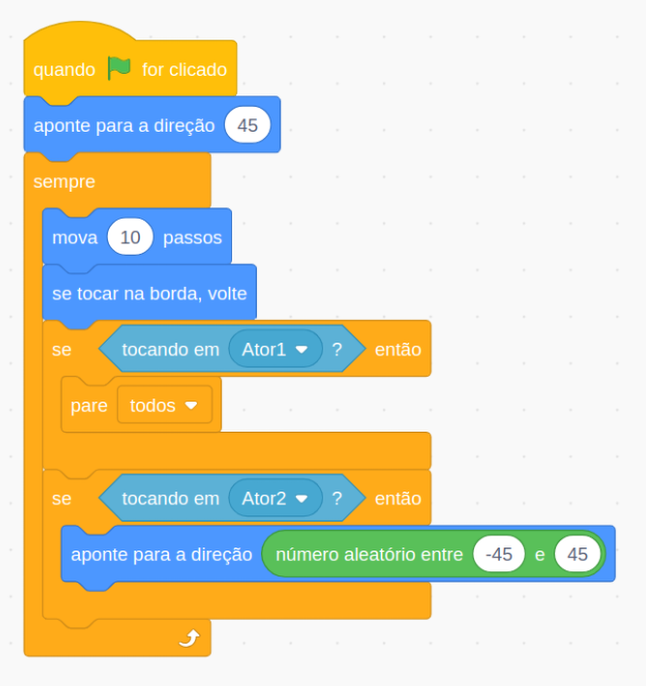 quando for clicado
aponte para a direção 45
sempre
mova 10 passos
se tocar na borda, volte
se tocando em Ator1 ? então
pare todos
se tocando em Ator2 ? então
aponte para a direção número aleatório entre -45 e 45